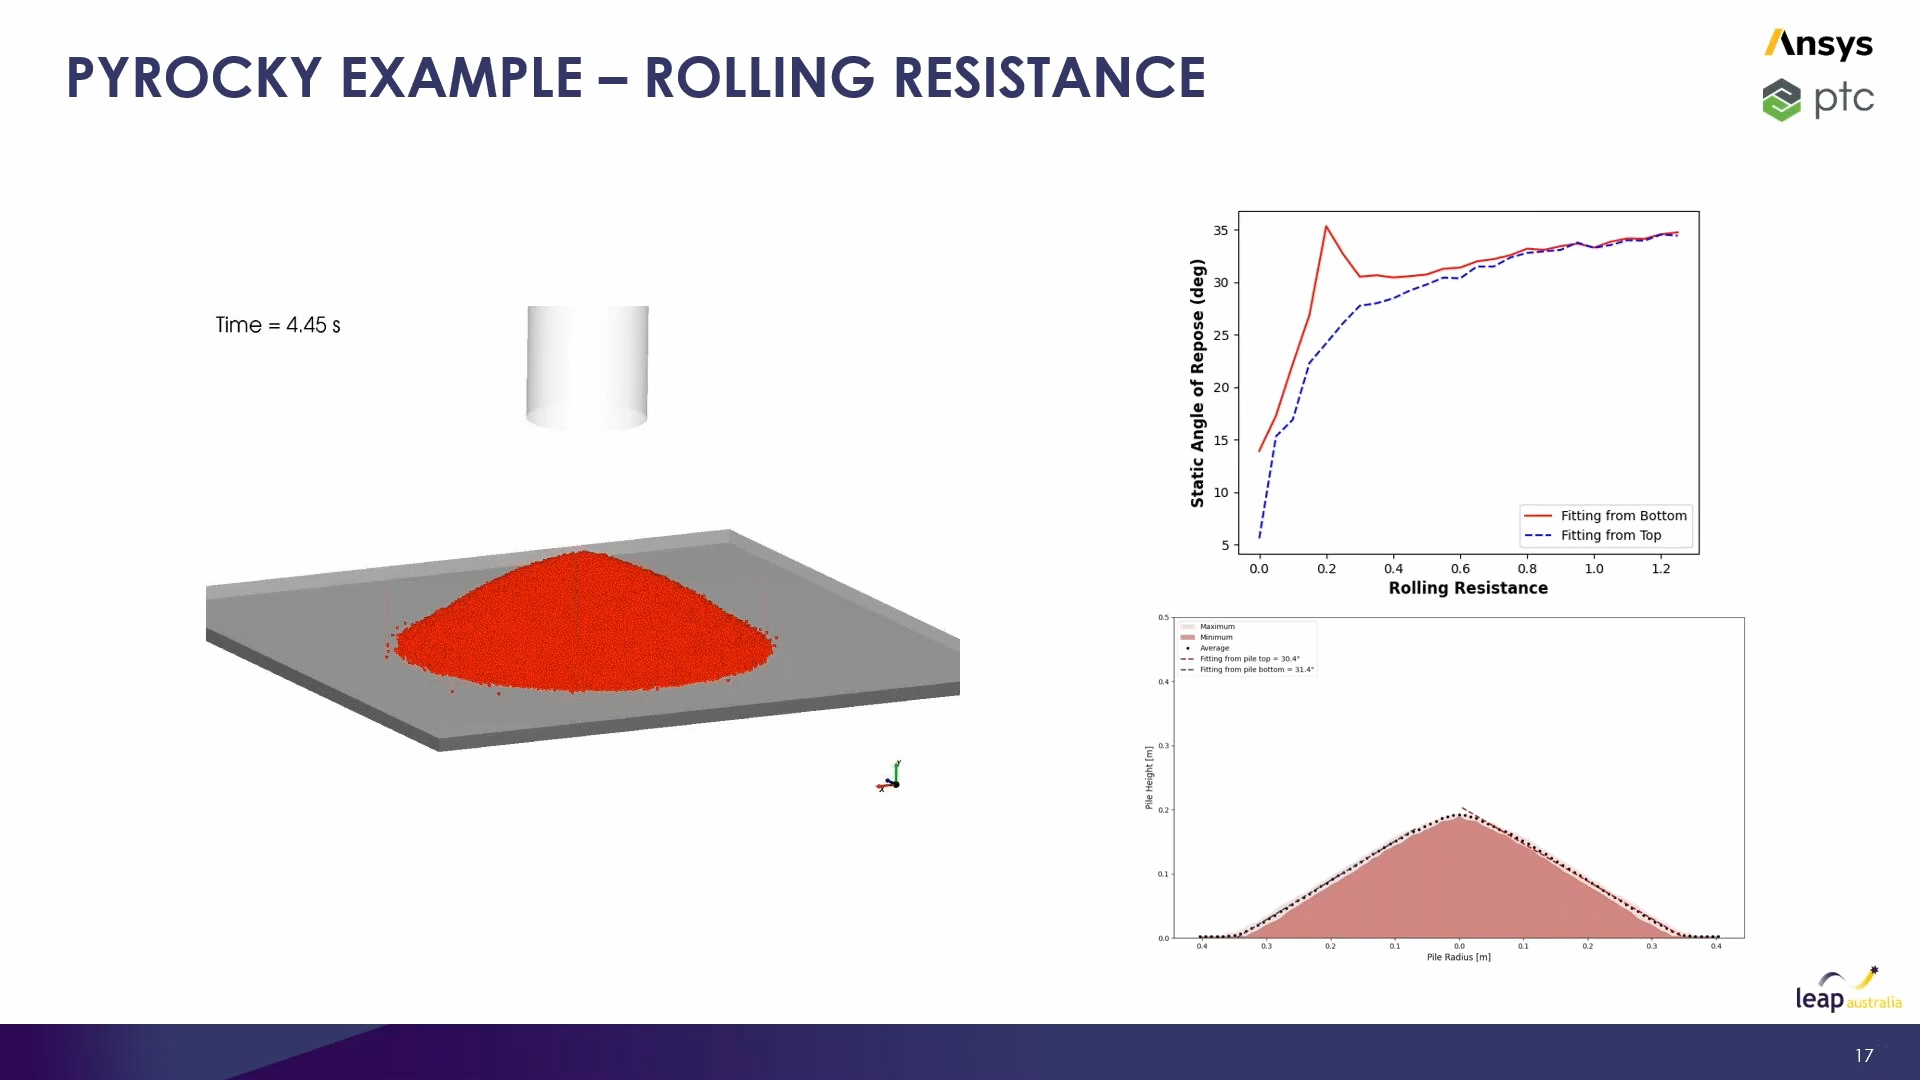 PYROCKY EXAMPLE – ROLLING RESISTANCE
Ansys
ptc
Time = 4.45 s
Y
X
Static Angle of Repose (deg)
35
30
25
20
15
10
5
Fitting from Bottom
Fitting from Top
0.0 0.2 0.4 0.6 0.8 1.0 1.2
Rolling Resistance
Pile Height [m]
0.5
0.4
0.3
0.2
0.1
0.0
Maximum
Minimum
Average
Fitting from pile top = 30.4°
Fitting from pile bottom = 31.4°
0.4 0.3 0.2 0.1 0.0 0.1 0.2 0.3 0.4
Pile Radius [m]
leap australia
17